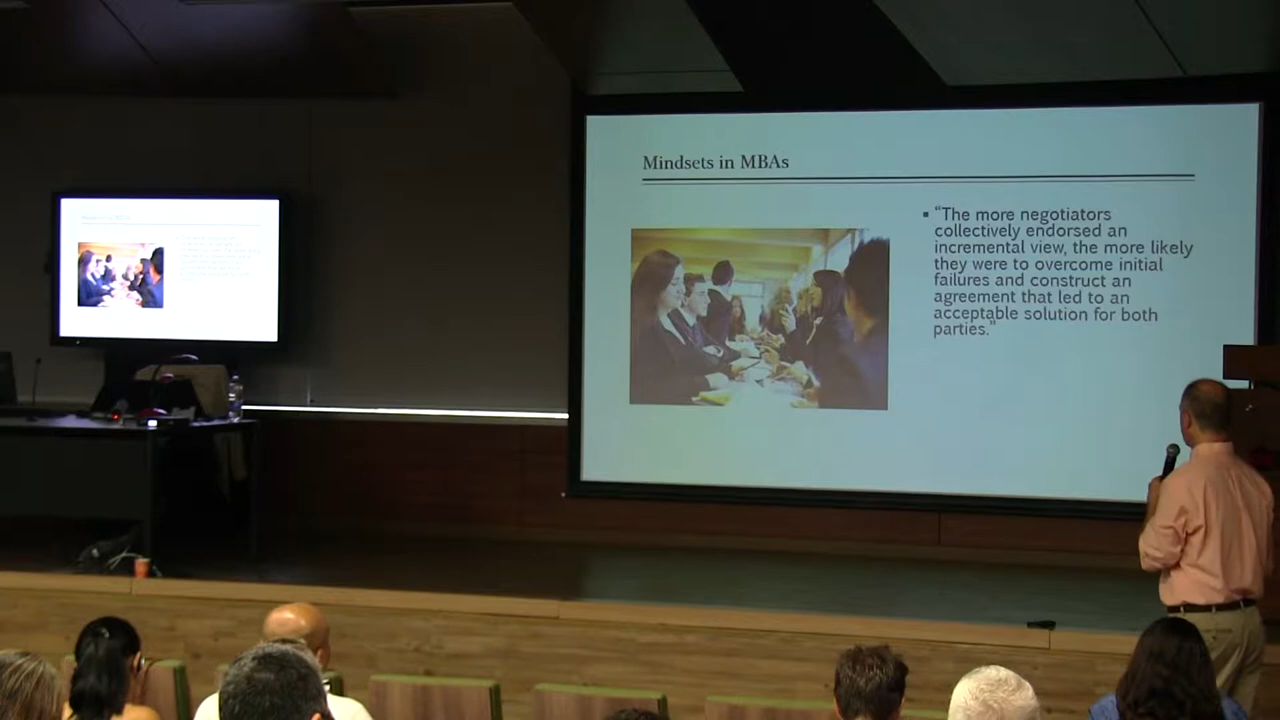 Mindsets in MBAs
▪ “The more negotiators
collectively endorsed an
incremental view, the more likely
they were to overcome initial
failures and construct an
agreement that led to an
acceptable solution for both
parties.”